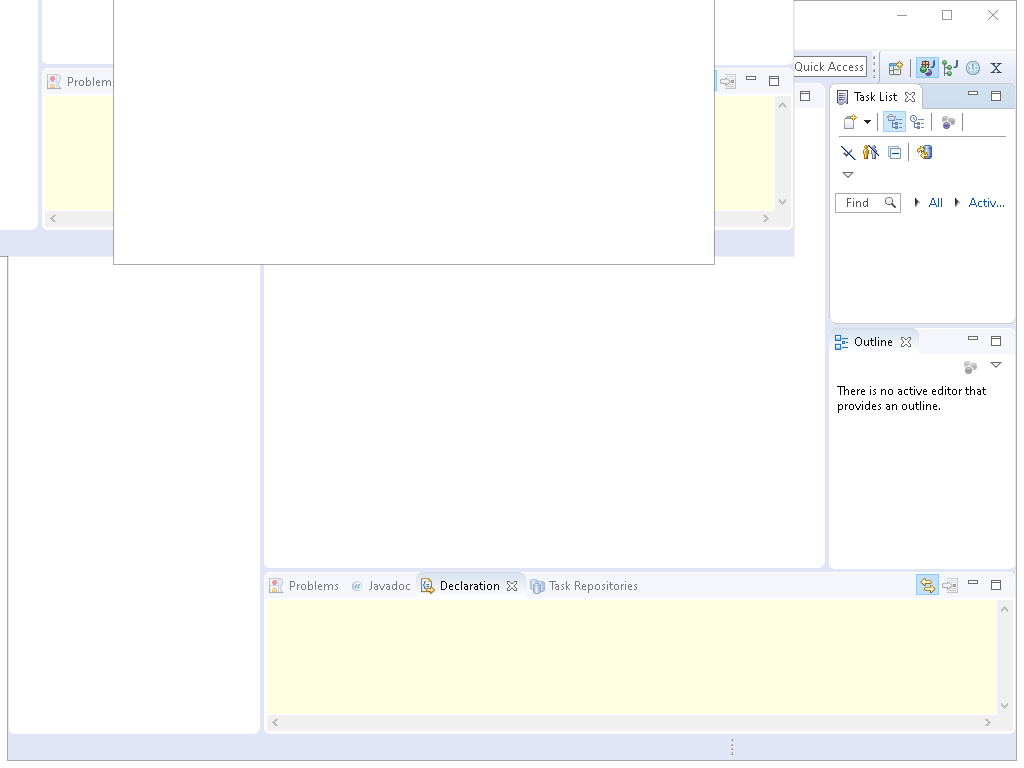 Problem
Quick Access
Task List
Find
All
Activ...
Outline
There is no active editor that
provides an outline.
Problems
@ Javadoc
Declaration
Task Repositories